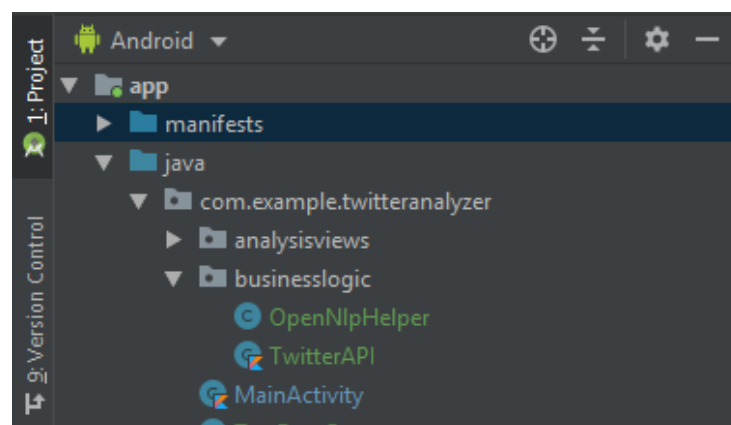 1: Project
9: Version Control
Android
app
manifests
java
com.example.twitteranalyzer
analysisviews
businesslogic
OpenNlpHelper
TwitterAPI
MainActivity